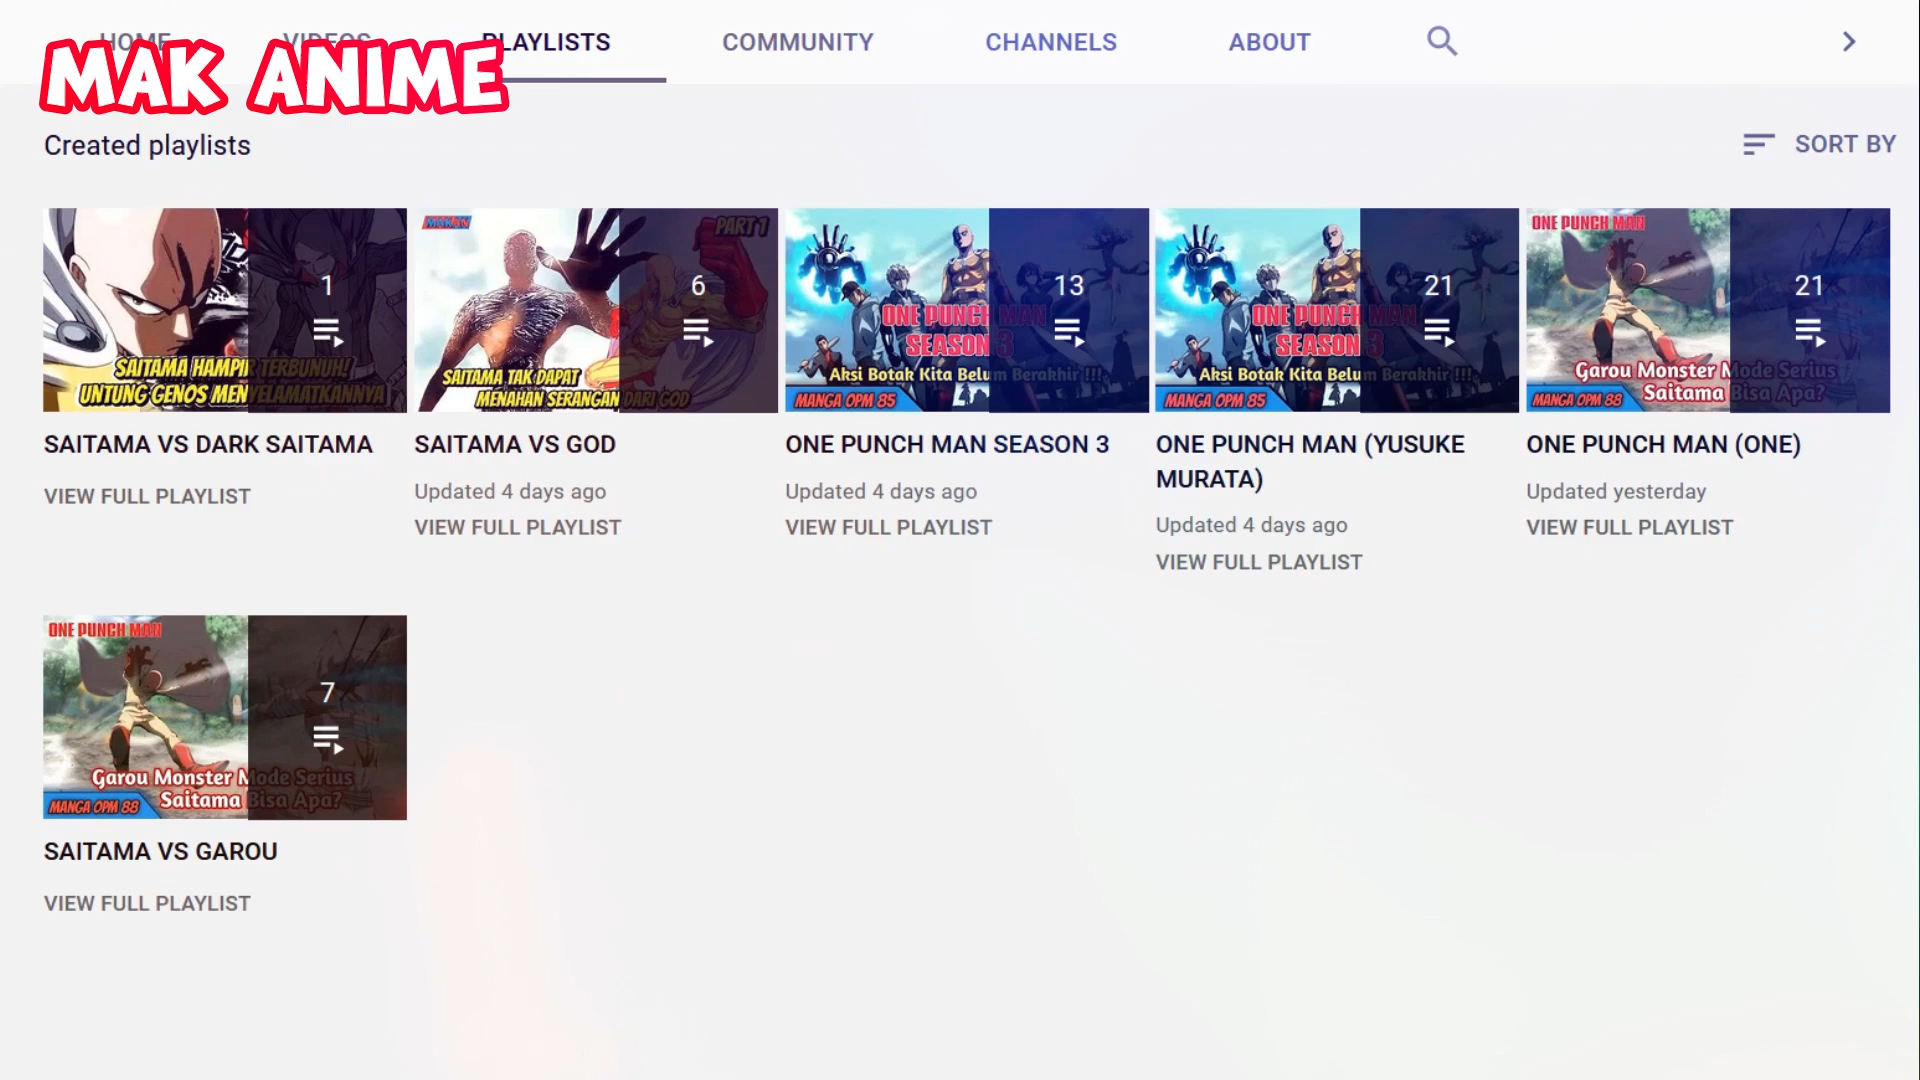 HOME VIDEOS PLAYLISTS COMMUNITY CHANNELS ABOUT
MAK ANIME
Created playlists
SORT BY
1
SAITAMA HAMPIR TERBUNUH!
UNTUNG GENOS MENYELAMATKANNYA
SAITAMA VS DARK SAITAMA
VIEW FULL PLAYLIST
MAKAN
PART 1
6
SAITAMA TAK DAPAT
MENAHAN SERANGAN DARI GOD
SAITAMA VS GOD
Updated 4 days ago
VIEW FULL PLAYLIST
13
ONE PUNCH MAN
SEASON 3
Aksi Botak Kita Belum Berakhir !!!
MANGA OPM 85
ONE PUNCH MAN SEASON 3
Updated 4 days ago
VIEW FULL PLAYLIST
21
ONE PUNCH MAN
SEASON 3
Aksi Botak Kita Belum Berakhir !!!
MANGA OPM 85
ONE PUNCH MAN (YUSUKE
MURATA)
Updated 4 days ago
VIEW FULL PLAYLIST
ONE PUNCH MAN
21
Garou Monster Mode Serius
Saitama Bisa Apa?
MANGA OPM 88
ONE PUNCH MAN (ONE)
Updated yesterday
VIEW FULL PLAYLIST
ONE PUNCH MAN
7
Garou Monster Mode Serius
Saitama Bisa Apa?
MANGA OPM 88
SAITAMA VS GAROU
VIEW FULL PLAYLIST